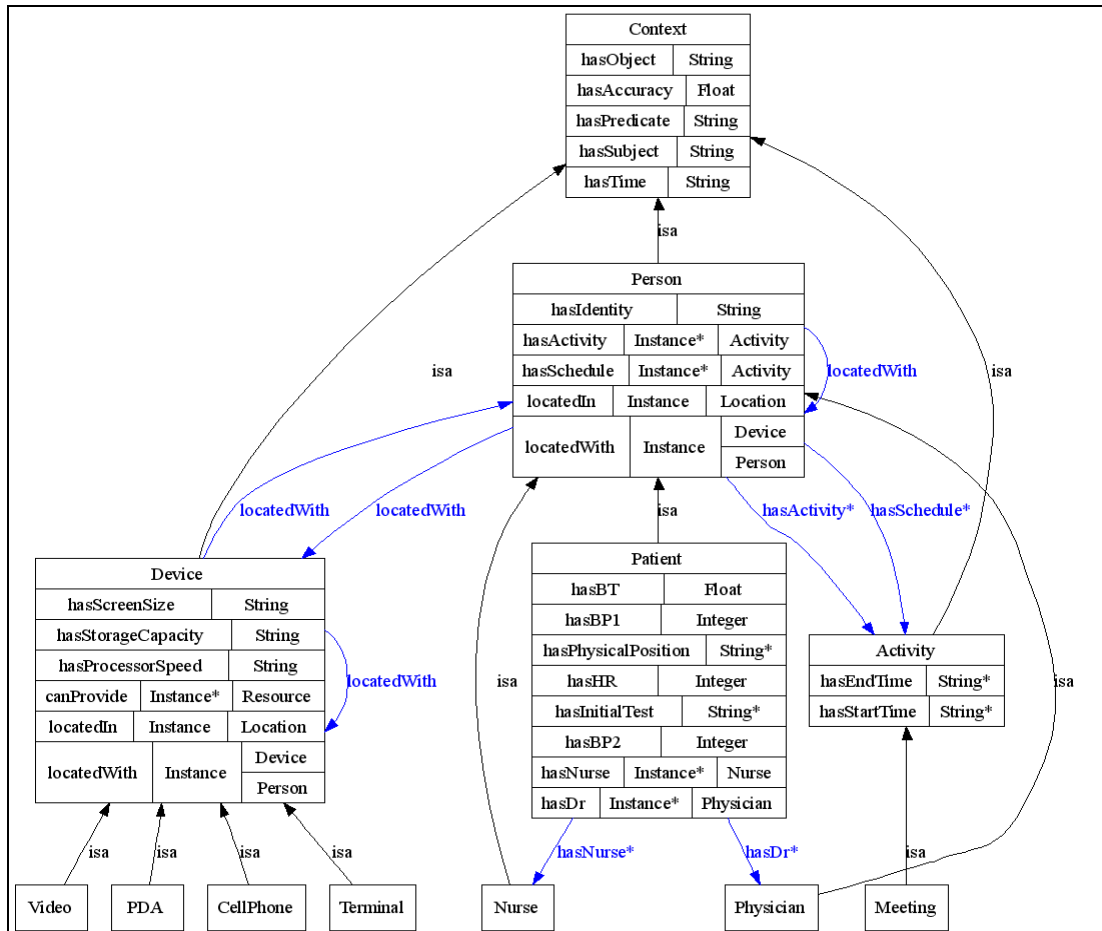 Context
hasObject String
hasAccuracy Float
hasPredicate String
hasSubject String
hasTime String
isa
Person
hasIdentity String
hasActivity Instance* Activity
hasSchedule Instance* Activity
locatedIn Instance Location
locatedWith Instance Device
Person
locatedWith
isa
isa
locatedWith
locatedWith
hasActivity*
hasSchedule*
isa
Device
hasScreenSize String
hasStorageCapacity String
hasProcessorSpeed String
canProvide Instance* Resource
locatedIn Instance Location
locatedWith Instance Device
Person
locatedWith
isa
Patient
hasBT Float
hasBP1 Integer
hasPhysicalPosition String*
hasHR Integer
hasInitialTest String*
hasBP2 Integer
hasNurse Instance* Nurse
hasDr Instance* Physician
Activity
hasEndTime String*
hasStartTime String*
isa
isa
isa
isa
isa
hasNurse*
hasDr*
isa
isa
Video
PDA
CellPhone
Terminal
Nurse
Physician
Meeting